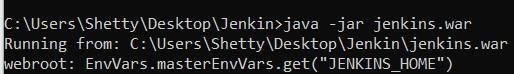 C:\Users\Shetty\Desktop\Jenkin>java -jar jenkins.war
Running from: C:\Users\Shetty\Desktop\Jenkin\jenkins.war
webroot: EnvVars.masterEnvVars.get("JENKINS_HOME")